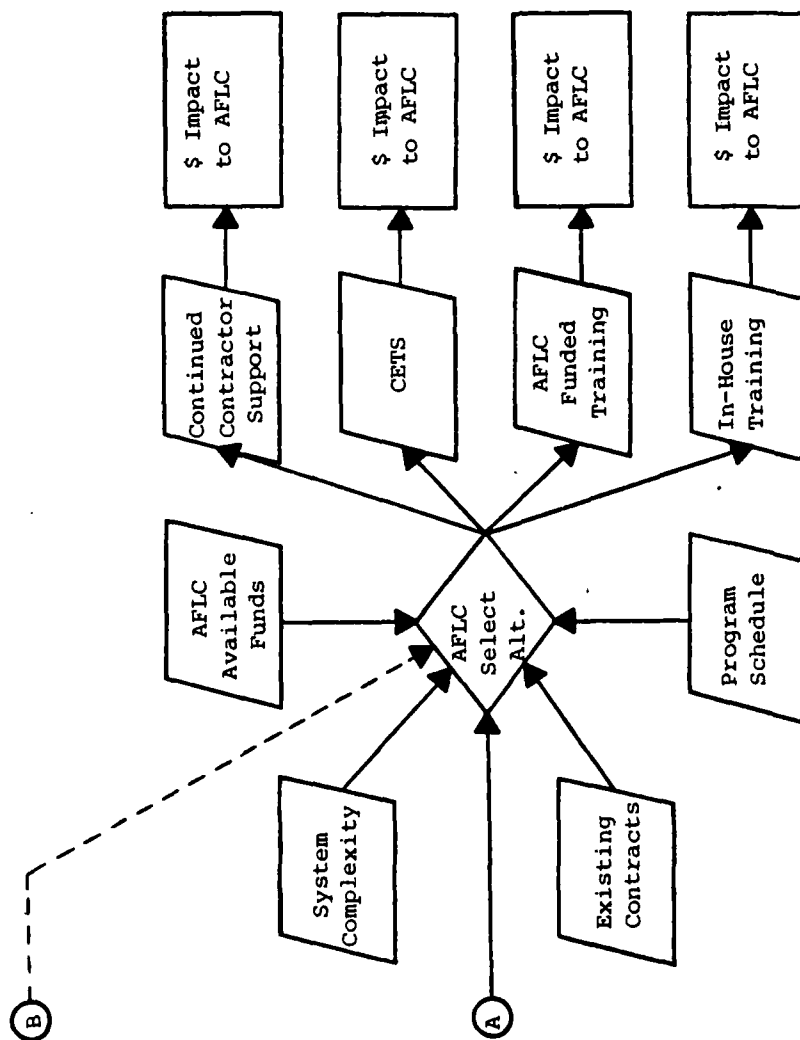 B
A
System
Complexity
Existing
Contracts
AFLC
Available
Funds
AFLC
Select
Alt.
Program
Schedule
Continued
Contractor
Support
CETS
AFLC
Funded
Training
In-House
Training
$ Impact
to AFLC
$ Impact
to AFLC
$ Impact
to AFLC
$ Impact
to AFLC